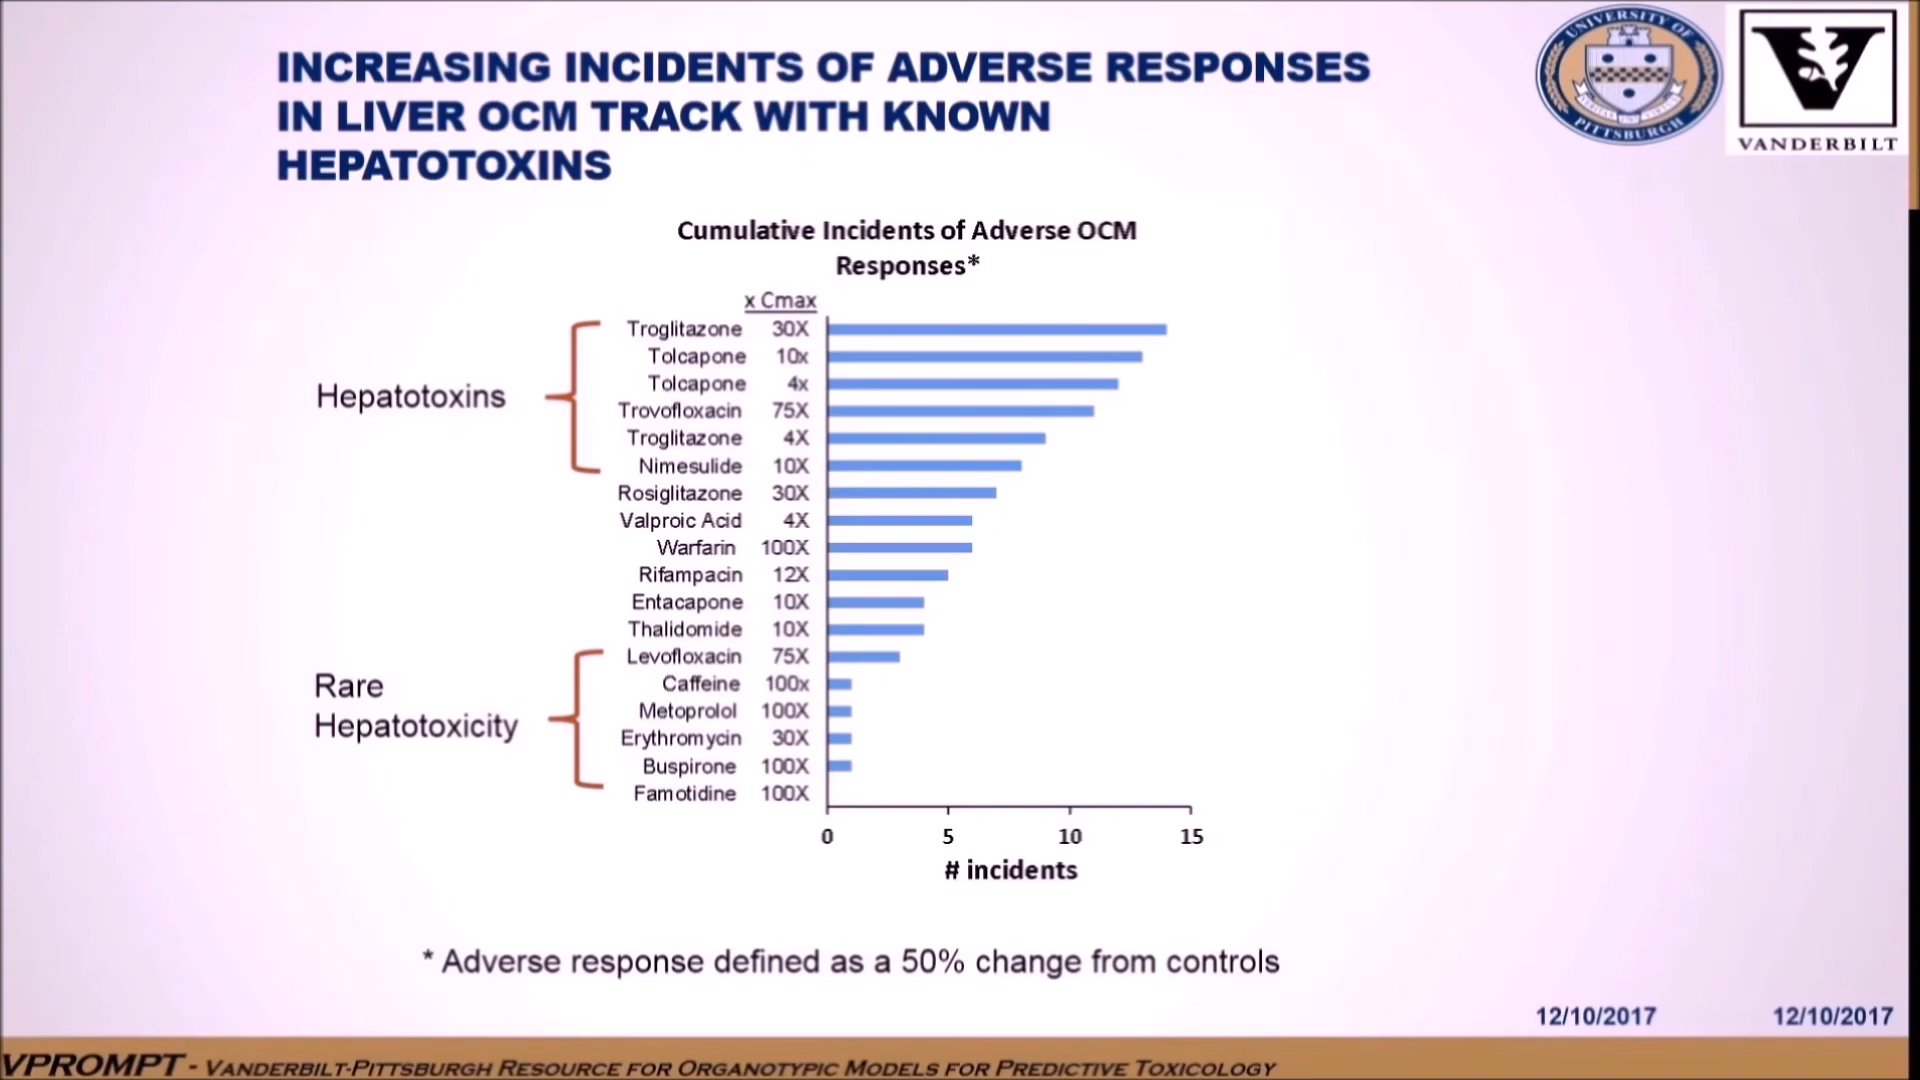 INCREASING INCIDENTS OF ADVERSE RESPONSES
IN LIVER OCM TRACK WITH KNOWN
HEPATOTOXINS
UNIVERSITY OF
PITTSBURGH
VANDERBILT
Cumulative Incidents of Adverse OCM
Responses*
x Cmax
Hepatotoxins
Troglitazone 30X
Tolcapone 10x
Tolcapone 4x
Trovofloxacin 75X
Troglitazone 4X
Nimesulide 10X
Rosiglitazone 30X
Valproic Acid 4X
Warfarin 100X
Rifampacin 12X
Entacapone 10X
Thalidomide 10X
Rare
Hepatotoxicity
Levofloxacin 75X
Caffeine 100x
Metoprolol 100X
Erythromycin 30X
Buspirone 100X
Famotidine 100X
0 5 10 15
# incidents
* Adverse response defined as a 50% change from controls
12/10/2017 12/10/2017
VPROMPT - VANDERBILT-PITTSBURGH RESOURCE FOR ORGANOTYPIC MODELS FOR PREDICTIVE TOXICOLOGY